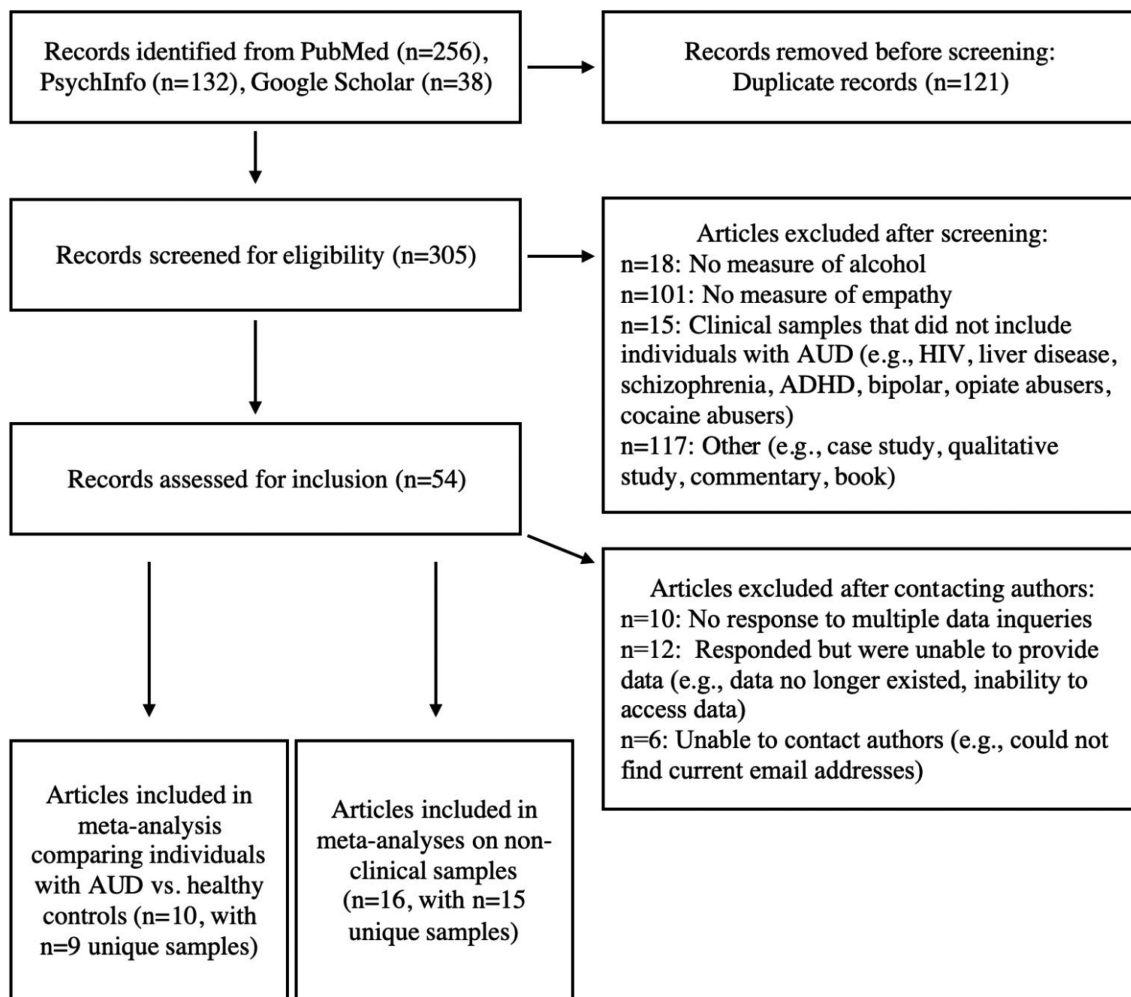 Records identified from PubMed (n=256),
PsychInfo (n=132), Google Scholar (n=38)
Records removed before screening:
Duplicate records (n=121)
Records screened for eligibility (n=305)
Articles excluded after screening:
n=18: No measure of alcohol
n=101: No measure of empathy
n=15: Clinical samples that did not include
individuals with AUD (e.g., HIV, liver disease,
schizophrenia, ADHD, bipolar, opiate abusers,
cocaine abusers)
n=117: Other (e.g., case study, qualitative
study, commentary, book)
Records assessed for inclusion (n=54)
Articles excluded after contacting authors:
n=10: No response to multiple data inqueries
n=12:  Responded but were unable to provide
data (e.g., data no longer existed, inability to
access data)
n=6: Unable to contact authors (e.g., could not
find current email addresses)
Articles included in
meta-analysis
comparing individuals
with AUD vs. healthy
controls (n=10, with
n=9 unique samples)
Articles included in
meta-analyses on non-
clinical samples
(n=16, with n=15
unique samples)